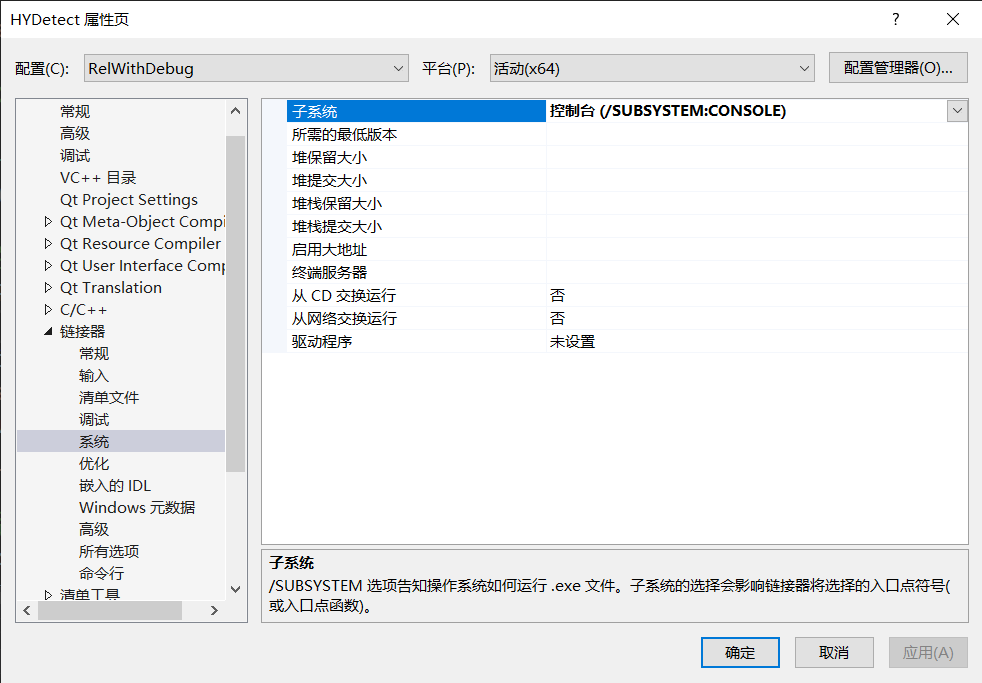 HYDetect 属性页
?
配置(C): RelWithDebug 平台(P): 活动(x64) 配置管理器(O)...
常规
高级
调试
VC++ 目录
Qt Project Settings
Qt Meta-Object Compi
Qt Resource Compiler
Qt User Interface Comp
Qt Translation
C/C++
链接器
常规
输入
清单文件
调试
系统
优化
嵌入的 IDL
Windows 元数据
高级
所有选项
命令行
清单工具
子系统 控制台 (/SUBSYSTEM:CONSOLE)
所需的最低版本
堆保留大小
堆提交大小
堆栈保留大小
堆栈提交大小
启用大地址
终端服务器
从 CD 交换运行 否
从网络交换运行 否
驱动程序 未设置
子系统
/SUBSYSTEM 选项告知操作系统如何运行 .exe 文件。子系统的选择会影响链接器将选择的入口点符号(
或入口点函数)。
确定 取消 应用(A)